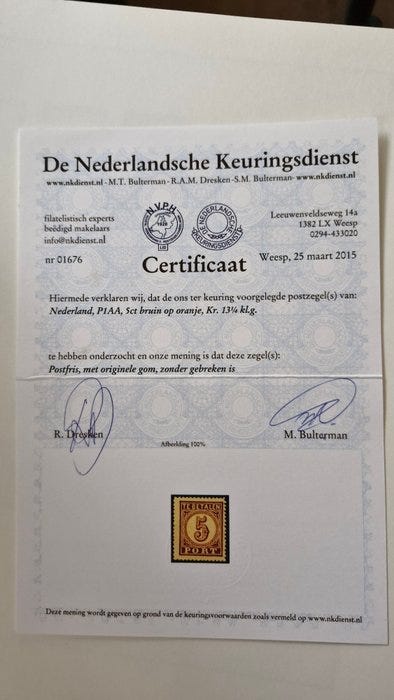 De Nederlandsche Keuringsdienst
www.nkdienst.nl - M.T. Bulterman - R.A.M. Dresken - S.M. Bulterman - www.nkdienst.nl
filatelistisch experts
beëdigd makelaars
info@nkdienst.nl
N.V.P.H.
1928
LID
DE NEDERLANDSCHE
KEURINGSDIENST
Leeuwenveldseweg 14a
1382 LX Weesp
0294-433020
nr 01676
Certificaat
Weesp, 25 maart 2015
Hiermede verklaren wij, dat de ons ter keuring voorgelegde postzegel(s) van:
Nederland, P1AA, 5ct bruin op oranje, Kr. 13¼ kl.g.
te hebben onderzocht en onze mening is dat deze zegel(s):
Postfris, met originele gom, zonder gebreken is
R. Dresken
M. Bulterman
Afbeelding 100%
TE BETALEN
5
PORT
Deze mening wordt gegeven op grond van de keuringsvoorwaarden zoals vermeld op www.nkdienst.nl